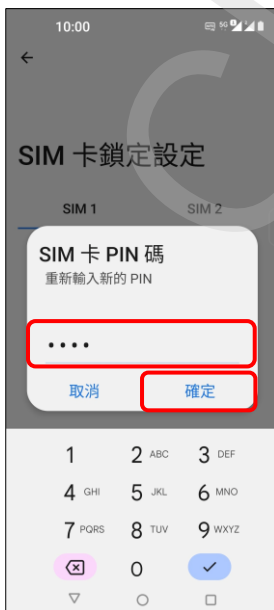 10:00
5G
SIM 卡鎖定設定
SIM 1 SIM 2
SIM 卡 PIN 碼
重新輸入新的 PIN
••••
取消 確定
1 2 ABC 3 DEF
4 GHI 5 JKL 6 MNO
7 PQRS 8 TUV 9 WXYZ
0